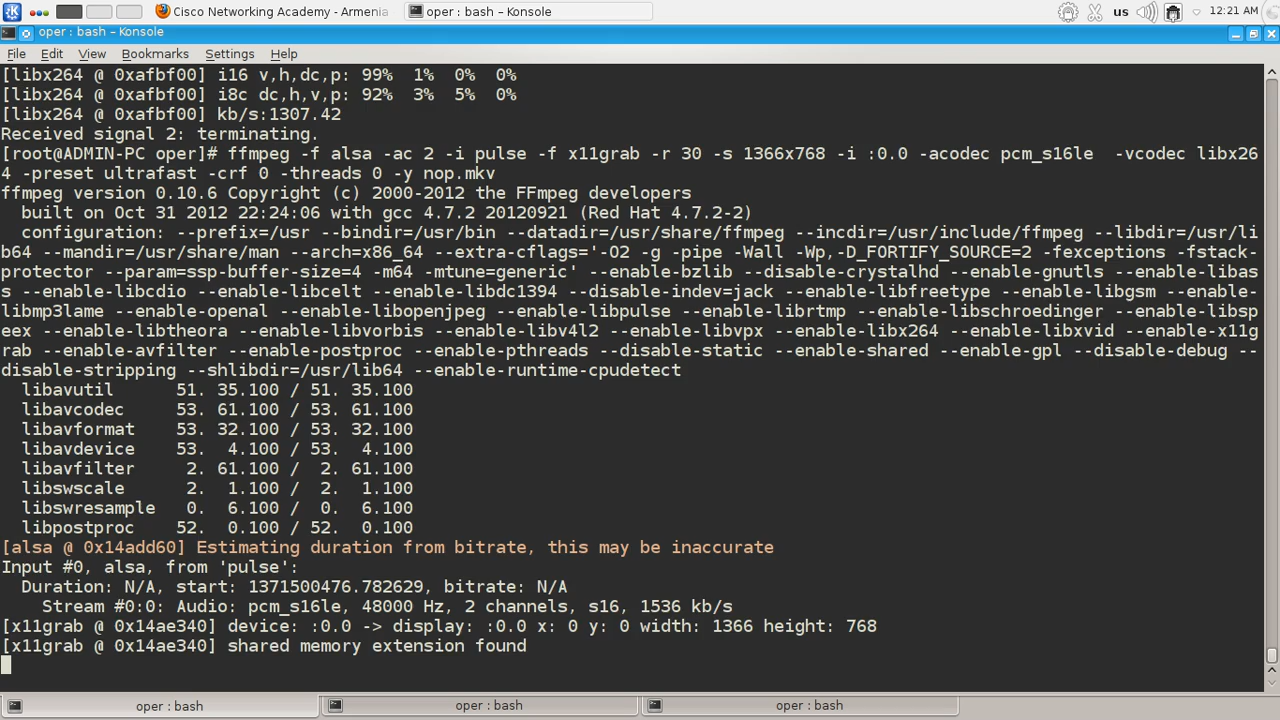 Cisco Networking Academy - Armenia
oper : bash – Konsole
us
12:21 AM
oper : bash – Konsole
File Edit View Bookmarks Settings Help
[libx264 @ 0xafbf00] i16 v,h,dc,p: 99%  1%  0%  0%
[libx264 @ 0xafbf00] i8c dc,h,v,p: 92%  3%  5%  0%
[libx264 @ 0xafbf00] kb/s:1307.42
Received signal 2: terminating.
[root@ADMIN-PC oper]# ffmpeg -f alsa -ac 2 -i pulse -f x11grab -r 30 -s 1366x768 -i :0.0 -acodec pcm_s16le  -vcodec libx26
4 -preset ultrafast -crf 0 -threads 0 -y nop.mkv
ffmpeg version 0.10.6 Copyright (c) 2000-2012 the FFmpeg developers
  built on Oct 31 2012 22:24:06 with gcc 4.7.2 20120921 (Red Hat 4.7.2-2)
  configuration: --prefix=/usr --bindir=/usr/bin --datadir=/usr/share/ffmpeg --incdir=/usr/include/ffmpeg --libdir=/usr/li
b64 --mandir=/usr/share/man --arch=x86_64 --extra-cflags='-O2 -g -pipe -Wall -Wp,-D_FORTIFY_SOURCE=2 -fexceptions -fstack-
protector --param=ssp-buffer-size=4 -m64 -mtune=generic' --enable-bzlib --disable-crystalhd --enable-gnutls --enable-libas
s --enable-libcdio --enable-libcelt --enable-libdc1394 --disable-indev=jack --enable-libfreetype --enable-libgsm --enable-
libmp3lame --enable-openal --enable-libopenjpeg --enable-libpulse --enable-librtmp --enable-libschroedinger --enable-libsp
eex --enable-libtheora --enable-libvorbis --enable-libv4l2 --enable-libvpx --enable-libx264 --enable-libxvid --enable-x11g
rab --enable-avfilter --enable-postproc --enable-pthreads --disable-static --enable-shared --enable-gpl --disable-debug --
disable-stripping --shlibdir=/usr/lib64 --enable-runtime-cpudetect
  libavutil      51. 35.100 / 51. 35.100
  libavcodec     53. 61.100 / 53. 61.100
  libavformat    53. 32.100 / 53. 32.100
  libavdevice    53.  4.100 / 53.  4.100
  libavfilter     2. 61.100 /  2. 61.100
  libswscale      2.  1.100 /  2.  1.100
  libswresample   0.  6.100 /  0.  6.100
  libpostproc    52.  0.100 / 52.  0.100
[alsa @ 0x14add60] Estimating duration from bitrate, this may be inaccurate
Input #0, alsa, from 'pulse':
  Duration: N/A, start: 1371500476.782629, bitrate: N/A
    Stream #0:0: Audio: pcm_s16le, 48000 Hz, 2 channels, s16, 1536 kb/s
[x11grab @ 0x14ae340] device: :0.0 -> display: :0.0 x: 0 y: 0 width: 1366 height: 768
[x11grab @ 0x14ae340] shared memory extension found
oper : bash
oper : bash
oper : bash